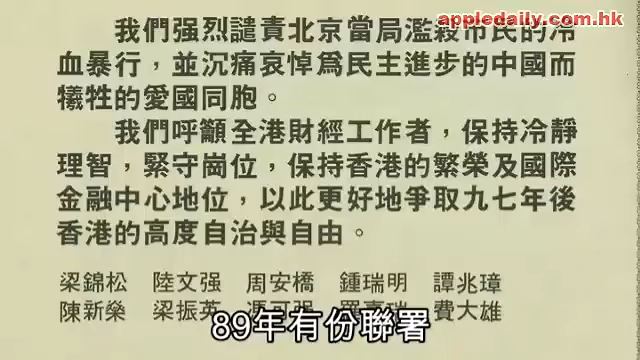 appledaily.com.hk
我們强烈譴責北京當局濫殺市民的冷
血暴行，並沉痛哀悼爲民主進步的中國而
犧牲的愛國同胞。
我們呼籲全港財經工作者，保持冷靜
理智，緊守崗位，保持香港的繁榮及國際
金融中心地位，以此更好地爭取九七年後
香港的高度自治與自由。
梁錦松 陸文强 周安橋 鍾瑞明 譚兆璋
陳新燊 梁振英 費大雄
89年有份聯署